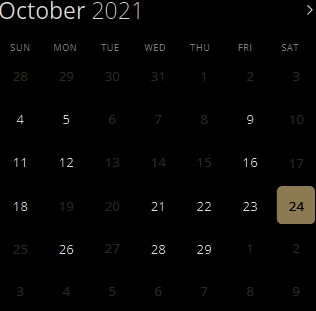 October 2021 >
SUN MON TUE WED THU FRI SAT
28 29 30 31 1 2 3
4 5 6 7 8 9 10
11 12 13 14 15 16 17
18 19 20 21 22 23 24
25 26 27 28 29 1 2
3 4 5 6 7 8 9